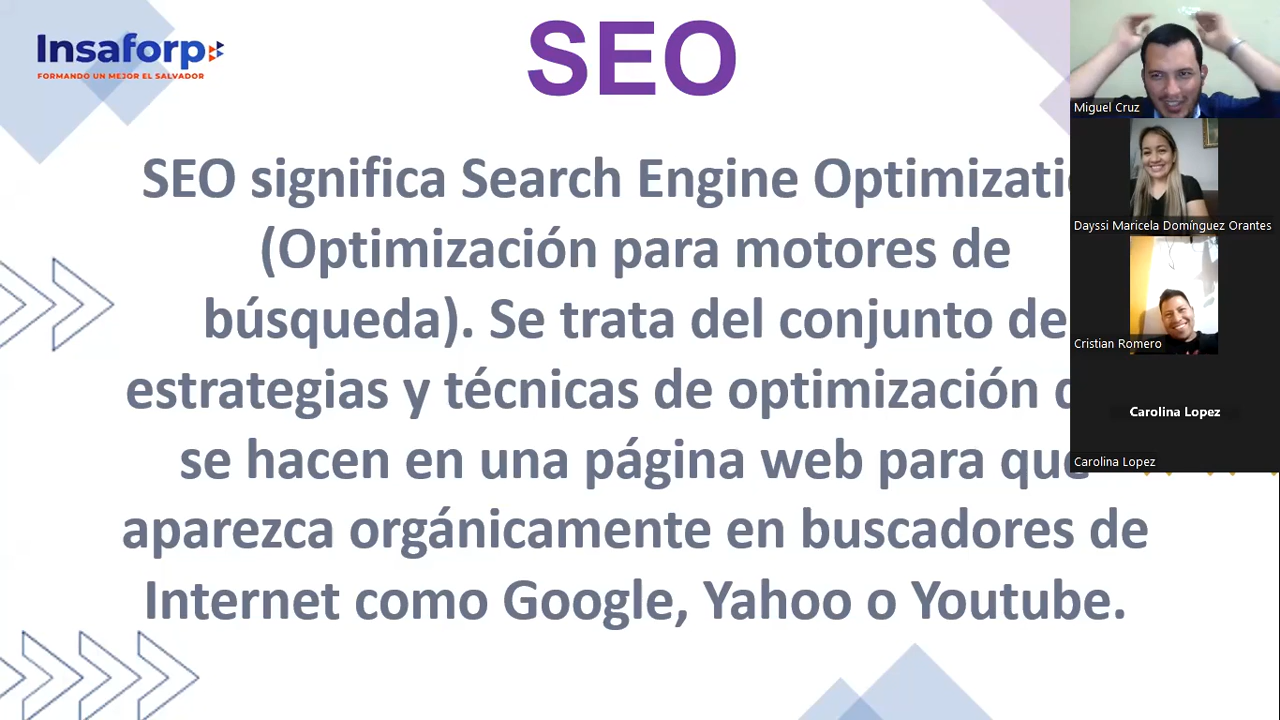 Insaforp
FORMANDO UN MEJOR EL SALVADOR
SEO
SEO significa Search Engine
(Optimización para motores de
búsqueda). Se trata del conjunto de
estrategias y técnicas de optimización
se hacen en una página web para que
aparezca orgánicamente en buscadores de
Internet como Google, Yahoo o Youtube.
Miguel Cruz
Dayssi Maricela Domínguez Orantes
Cristian Romero
Carolina Lopez
Carolina Lopez